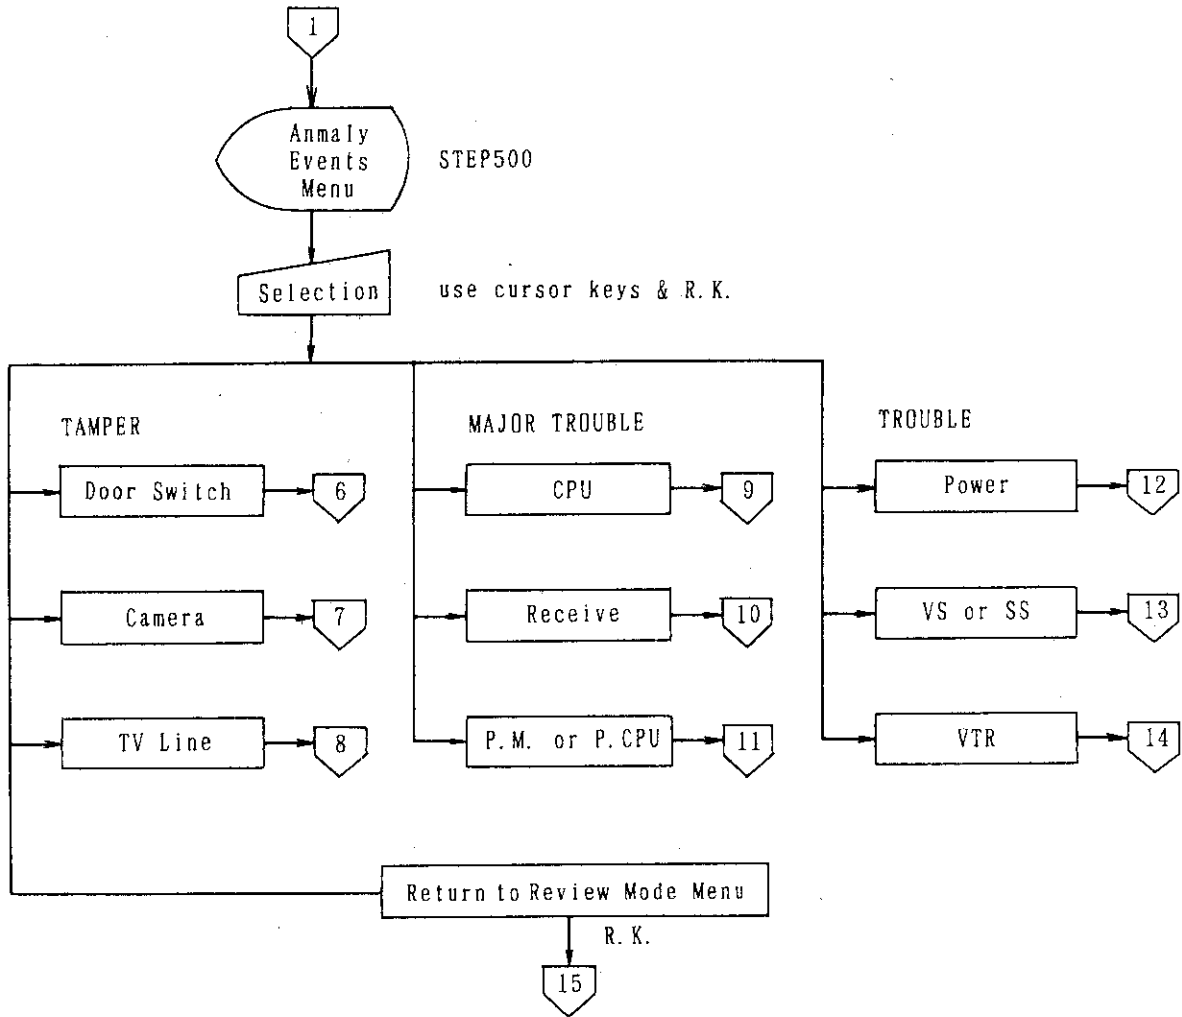 1
Anmaly
Events
Menu
STEP500
Selection
use cursor keys & R.K.
TAMPER
MAJOR TROUBLE
TROUBLE
Door Switch
6
CPU
9
Power
12
Camera
7
Receive
10
VS or SS
13
TV Line
8
P.M. or P.CPU
11
VTR
14
Return to Review Mode Menu
R.K.
15